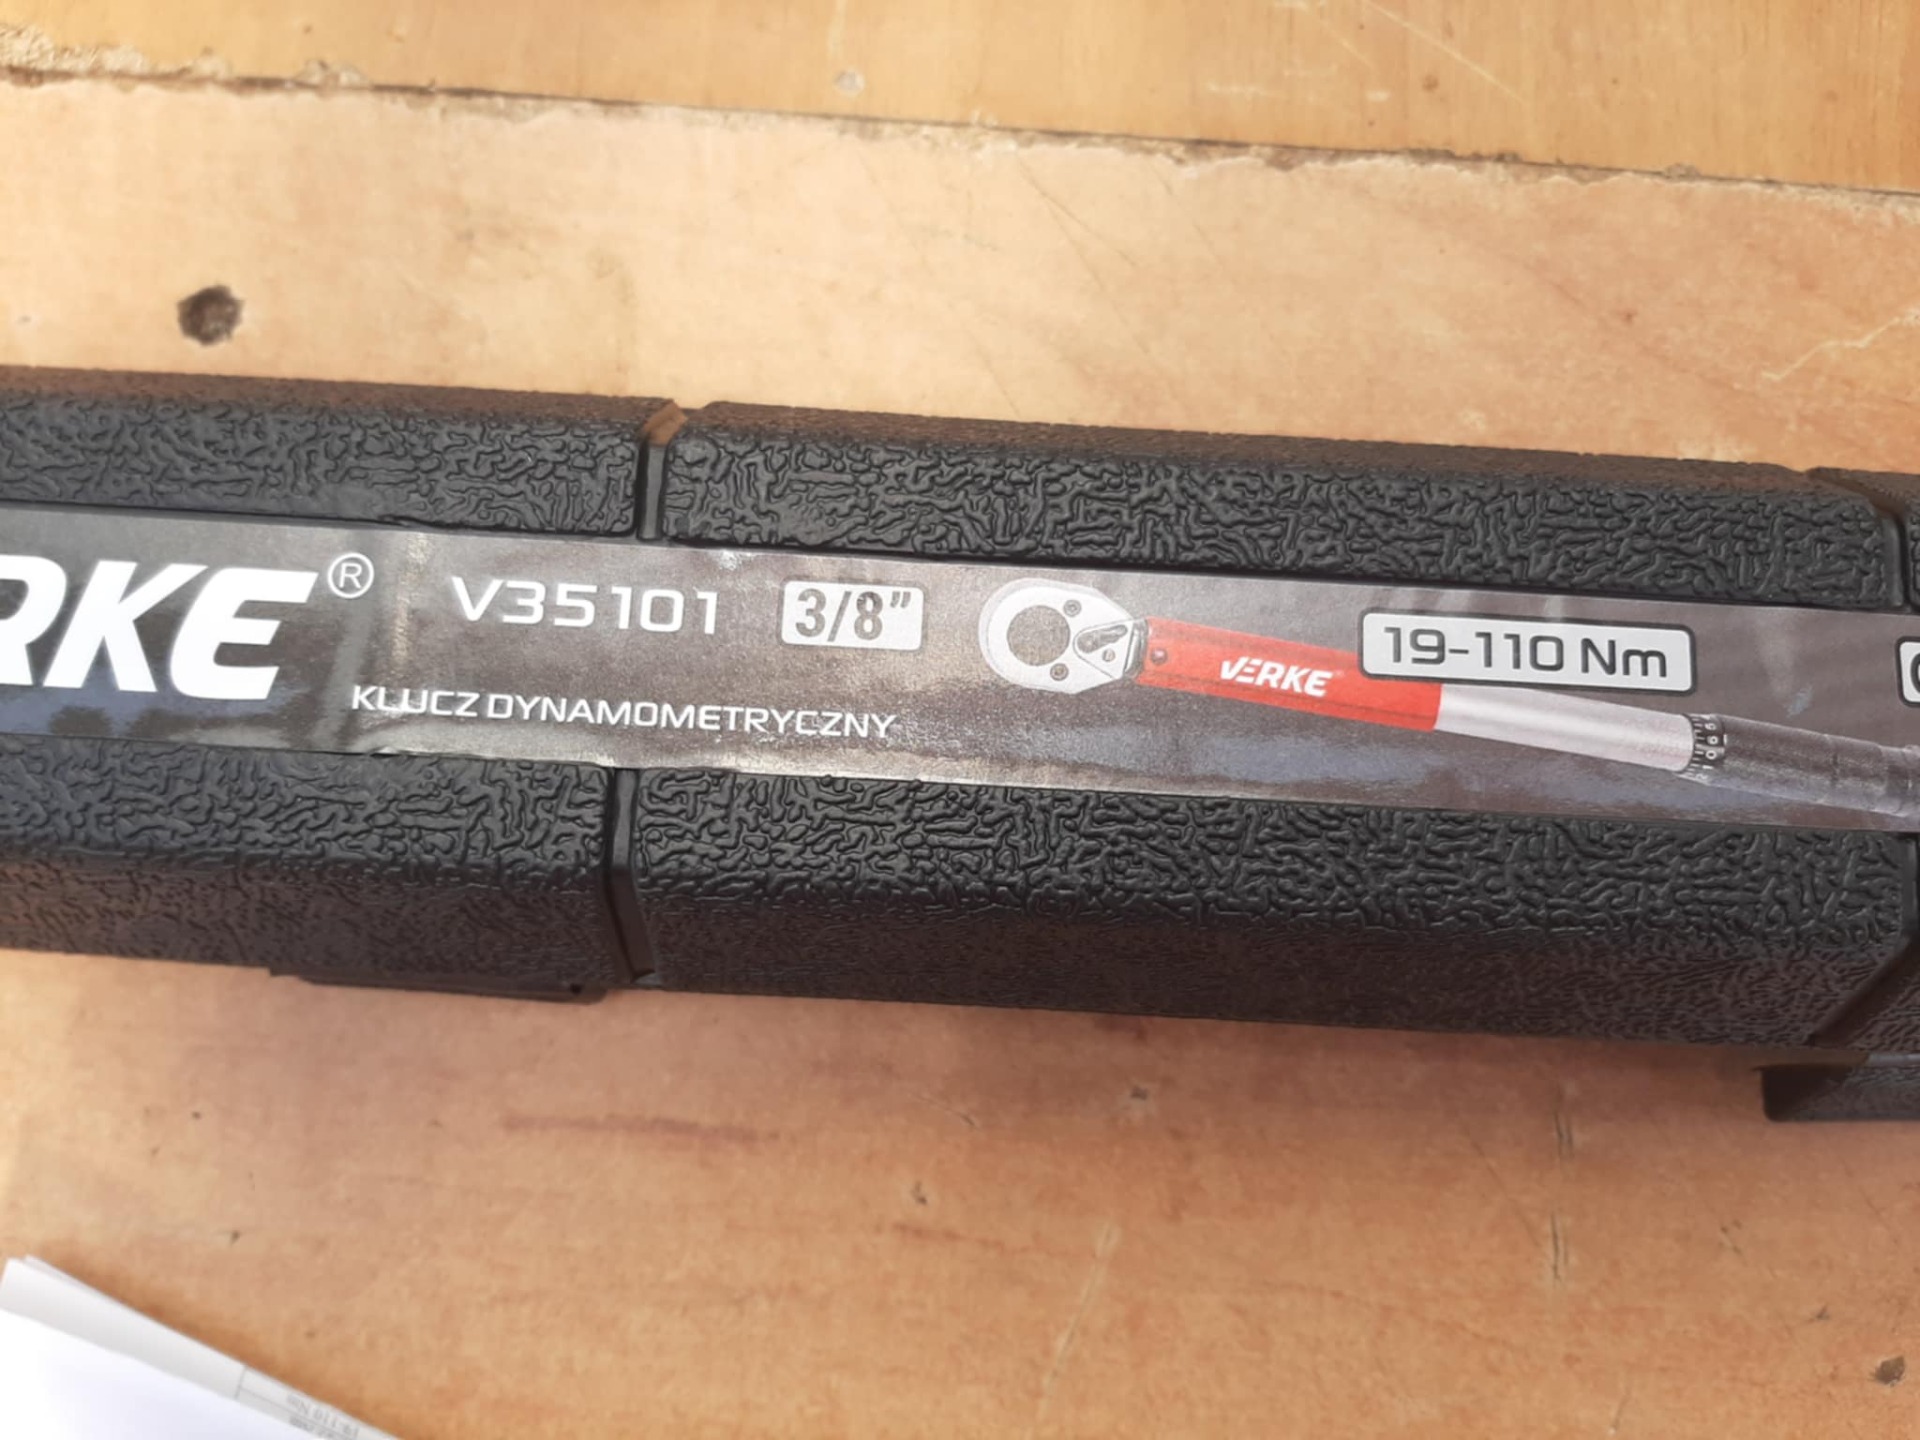 RKE® V35101 3/8” 19-110 Nm
KLUCZ DYNAMOMETRYCZNY
VERKE